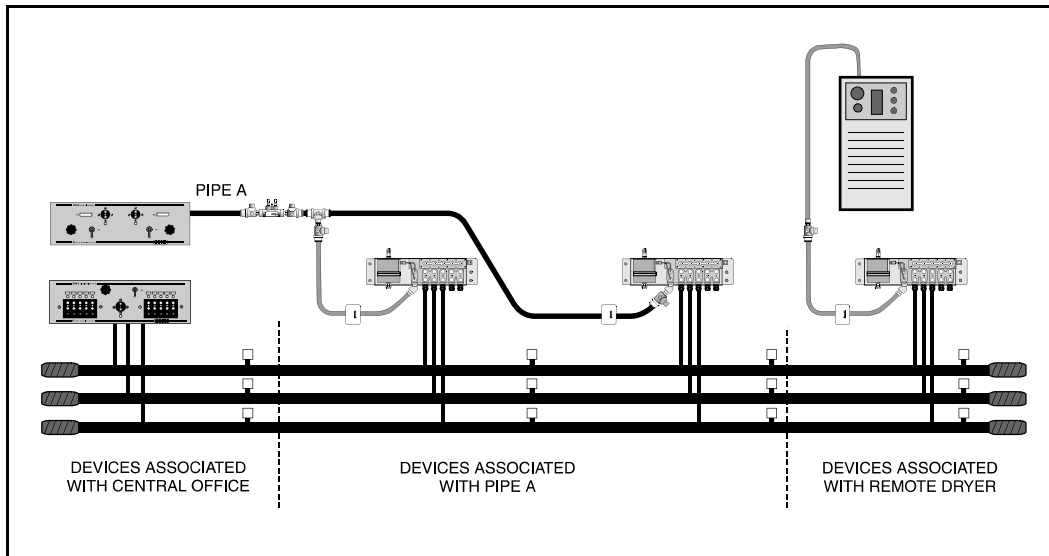 PIPE A
DEVICES ASSOCIATED
WITH CENTRAL OFFICE
DEVICES ASSOCIATED
WITH PIPE A
DEVICES ASSOCIATED
WITH REMOTE DRYER